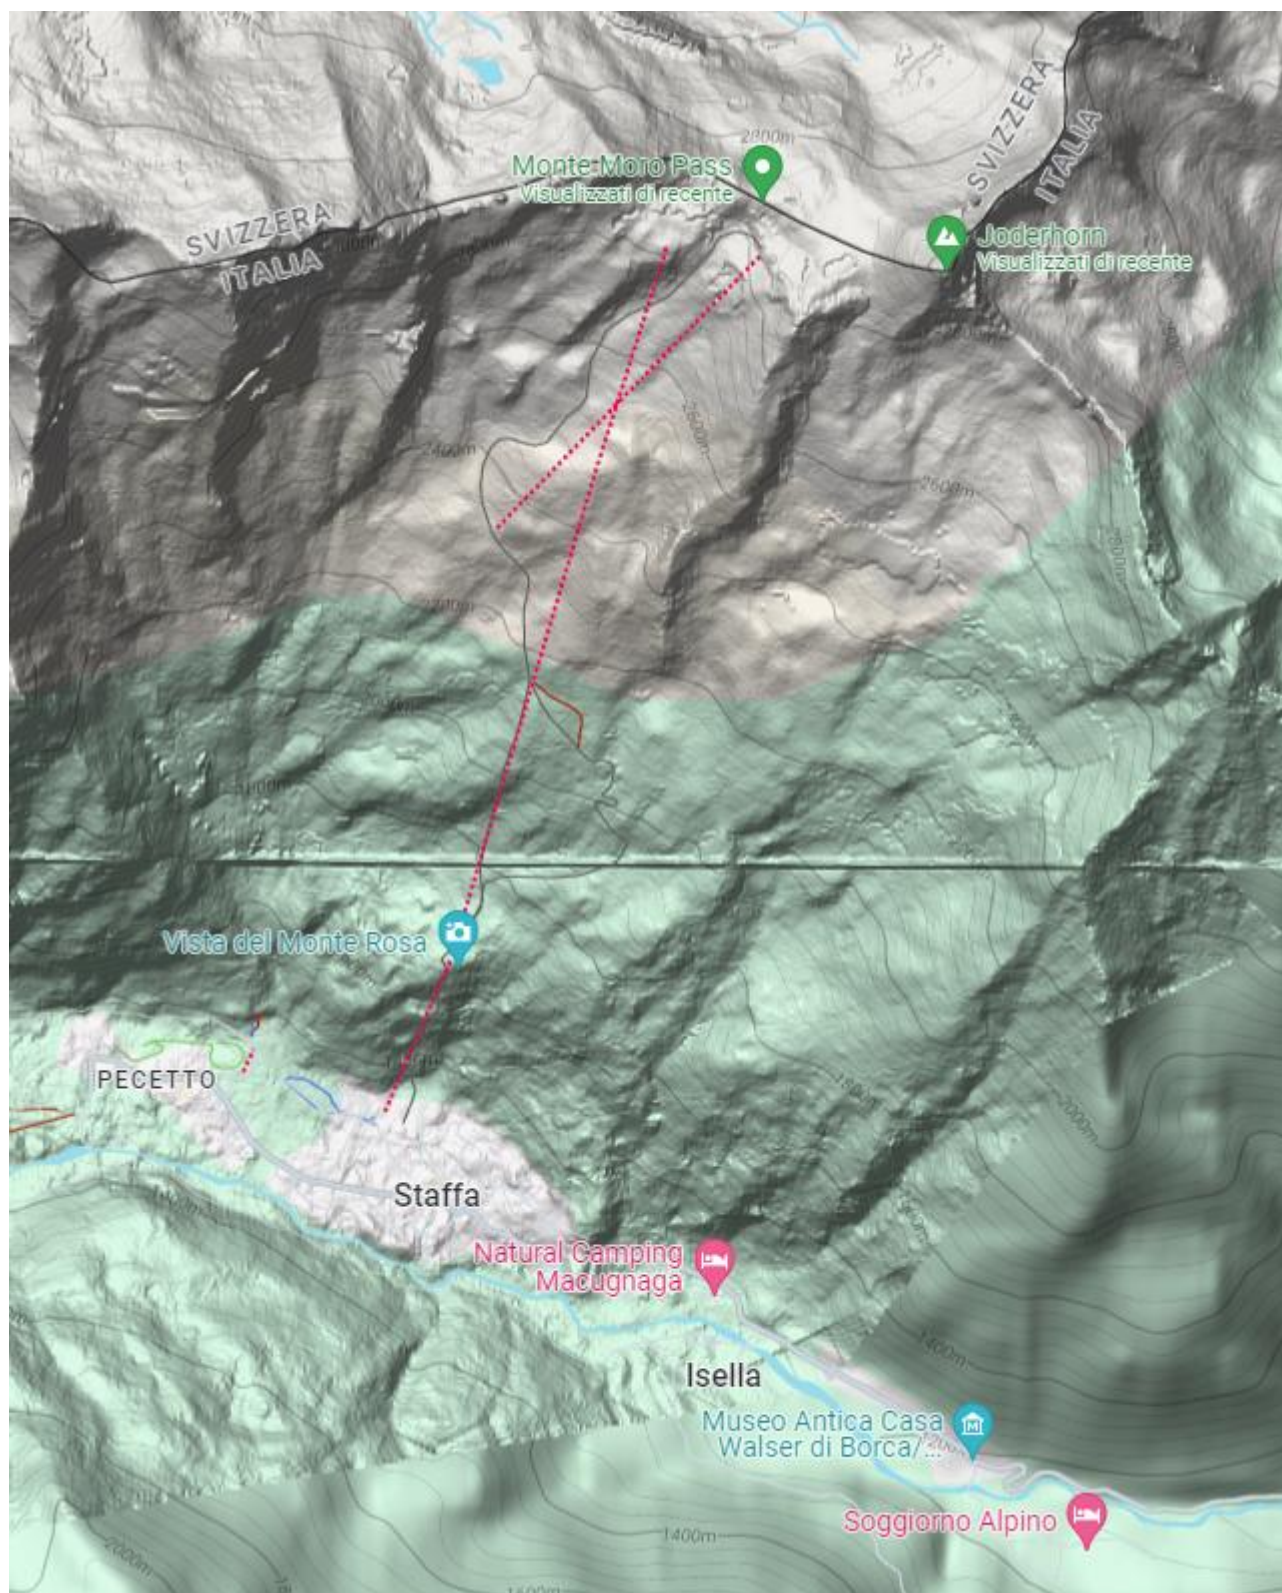 2800m
Monte Moro Pass
Visualizzati di recente
SVIZZERA
ITALIA
SVIZZERA
ITALIA
Joderhorn
Visualizzati di recente
2400m
2600m
2600m
Vista del Monte Rosa
PECETTO
2000m
Staffa
Natural Camping
Macugnaga
1400m
Isella
Museo Antica Casa
Walser di Borca/...
Soggiorno Alpino
1400m
2000m
1600m